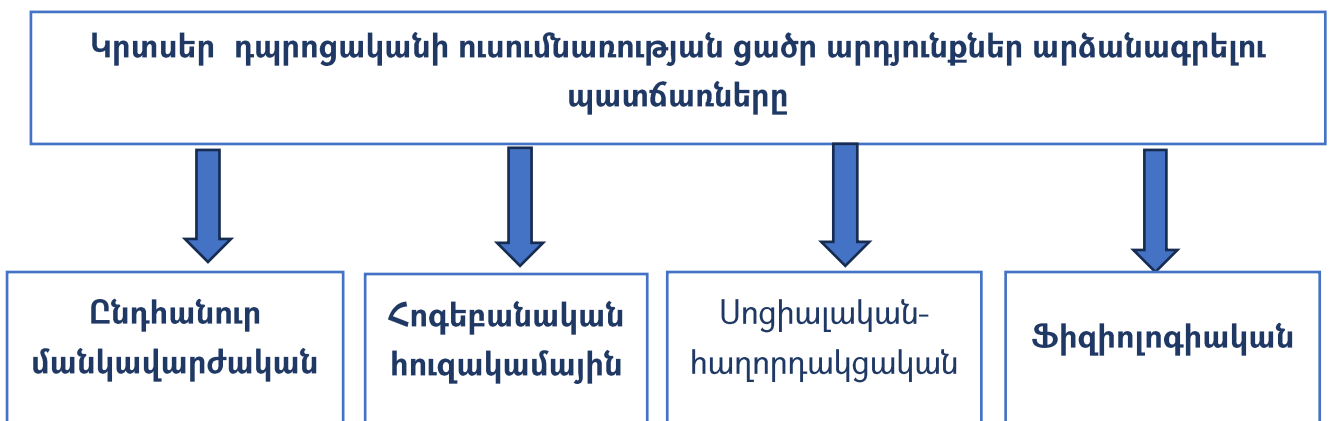 Կրտսեր դպրոցականի ուսումնառության ցածր արդյունքներ արձանագրելու
պատճառները
Ընդհանուր
մանկավարժական
Հոգեբանական
հուզակամային
Սոցիալական-
հաղորդակցական
Ֆիզիոլոգիական